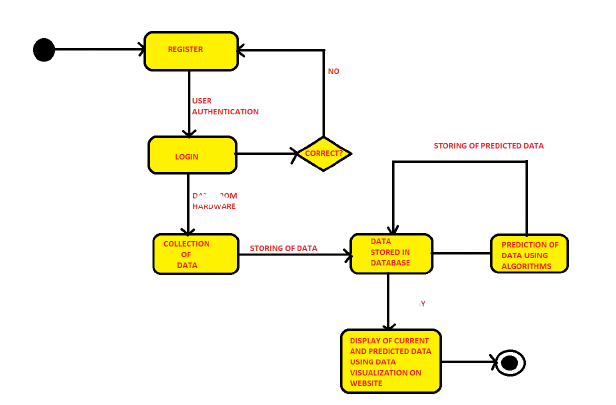 REGISTER
NO
USER
AUTHENTICATION
LOGIN
CORRECT?
STORING OF PREDICTED DATA
HARDWARE
COLLECTION
OF
DATA
STORING OF DATA
DATA
STORED IN
DATABASE
PREDICTION OF
DATA USING
ALGORITHMS
DISPLAY OF CURRENT
AND PREDICTED DATA
USING DATA
VISUALIZATION ON
WEBSITE